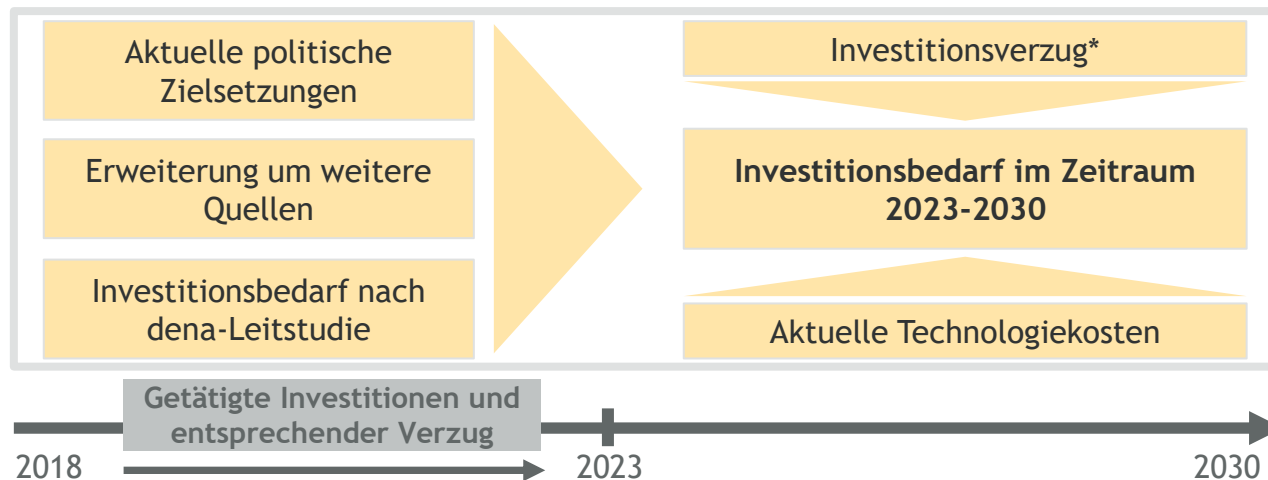 Aktuelle politische
Zielsetzungen
Erweiterung um weitere
Quellen
Investitionsbedarf nach
dena-Leitstudie
Investitionsverzug*
Investitionsbedarf im Zeitraum
2023-2030
Aktuelle Technologiekosten
Getätigte Investitionen und
entsprechender Verzug
2018
2023
2030